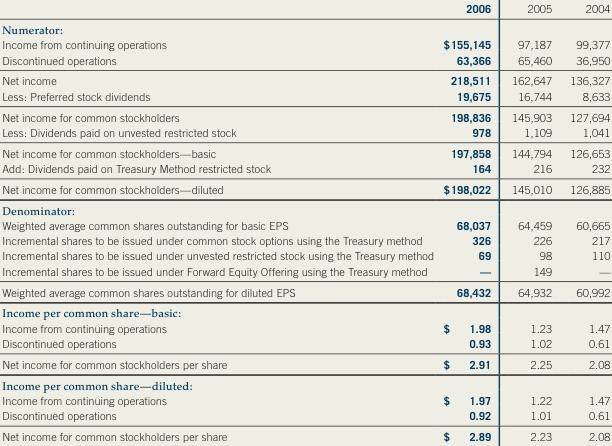 2006 2005 2004
Numerator:
Income from continuing operations $155,145 97,187 99,377
Discontinued operations 63,366 65,460 36,950
Net income 218,511 162,647 136,327
Less: Preferred stock dividends 19,675 16,744 8,633
Net income for common stockholders 198,836 145,903 127,694
Less: Dividends paid on unvested restricted stock 978 1,109 1,041
Net income for common stockholders—basic 197,858 144,794 126,653
Add: Dividends paid on Treasury Method restricted stock 164 216 232
Net income for common stockholders—diluted $198,022 145,010 126,885
Denominator:
Weighted average common shares outstanding for basic EPS 68,037 64,459 60,665
Incremental shares to be issued under common stock options using the Treasury method 326 226 217
Incremental shares to be issued under unvested restricted stock using the Treasury method 69 98 110
Incremental shares to be issued under Forward Equity Offering using the Treasury method — 149 —
Weighted average common shares outstanding for diluted EPS 68,432 64,932 60,992
Income per common share—basic:
Income from continuing operations $ 1.98 1.23 1.47
Discontinued operations 0.93 1.02 0.61
Net income for common stockholders per share $ 2.91 2.25 2.08
Income per common share—diluted:
Income from continuing operations $ 1.97 1.22 1.47
Discontinued operations 0.92 1.01 0.61
Net income for common stockholders per share $ 2.89 2.23 2.08